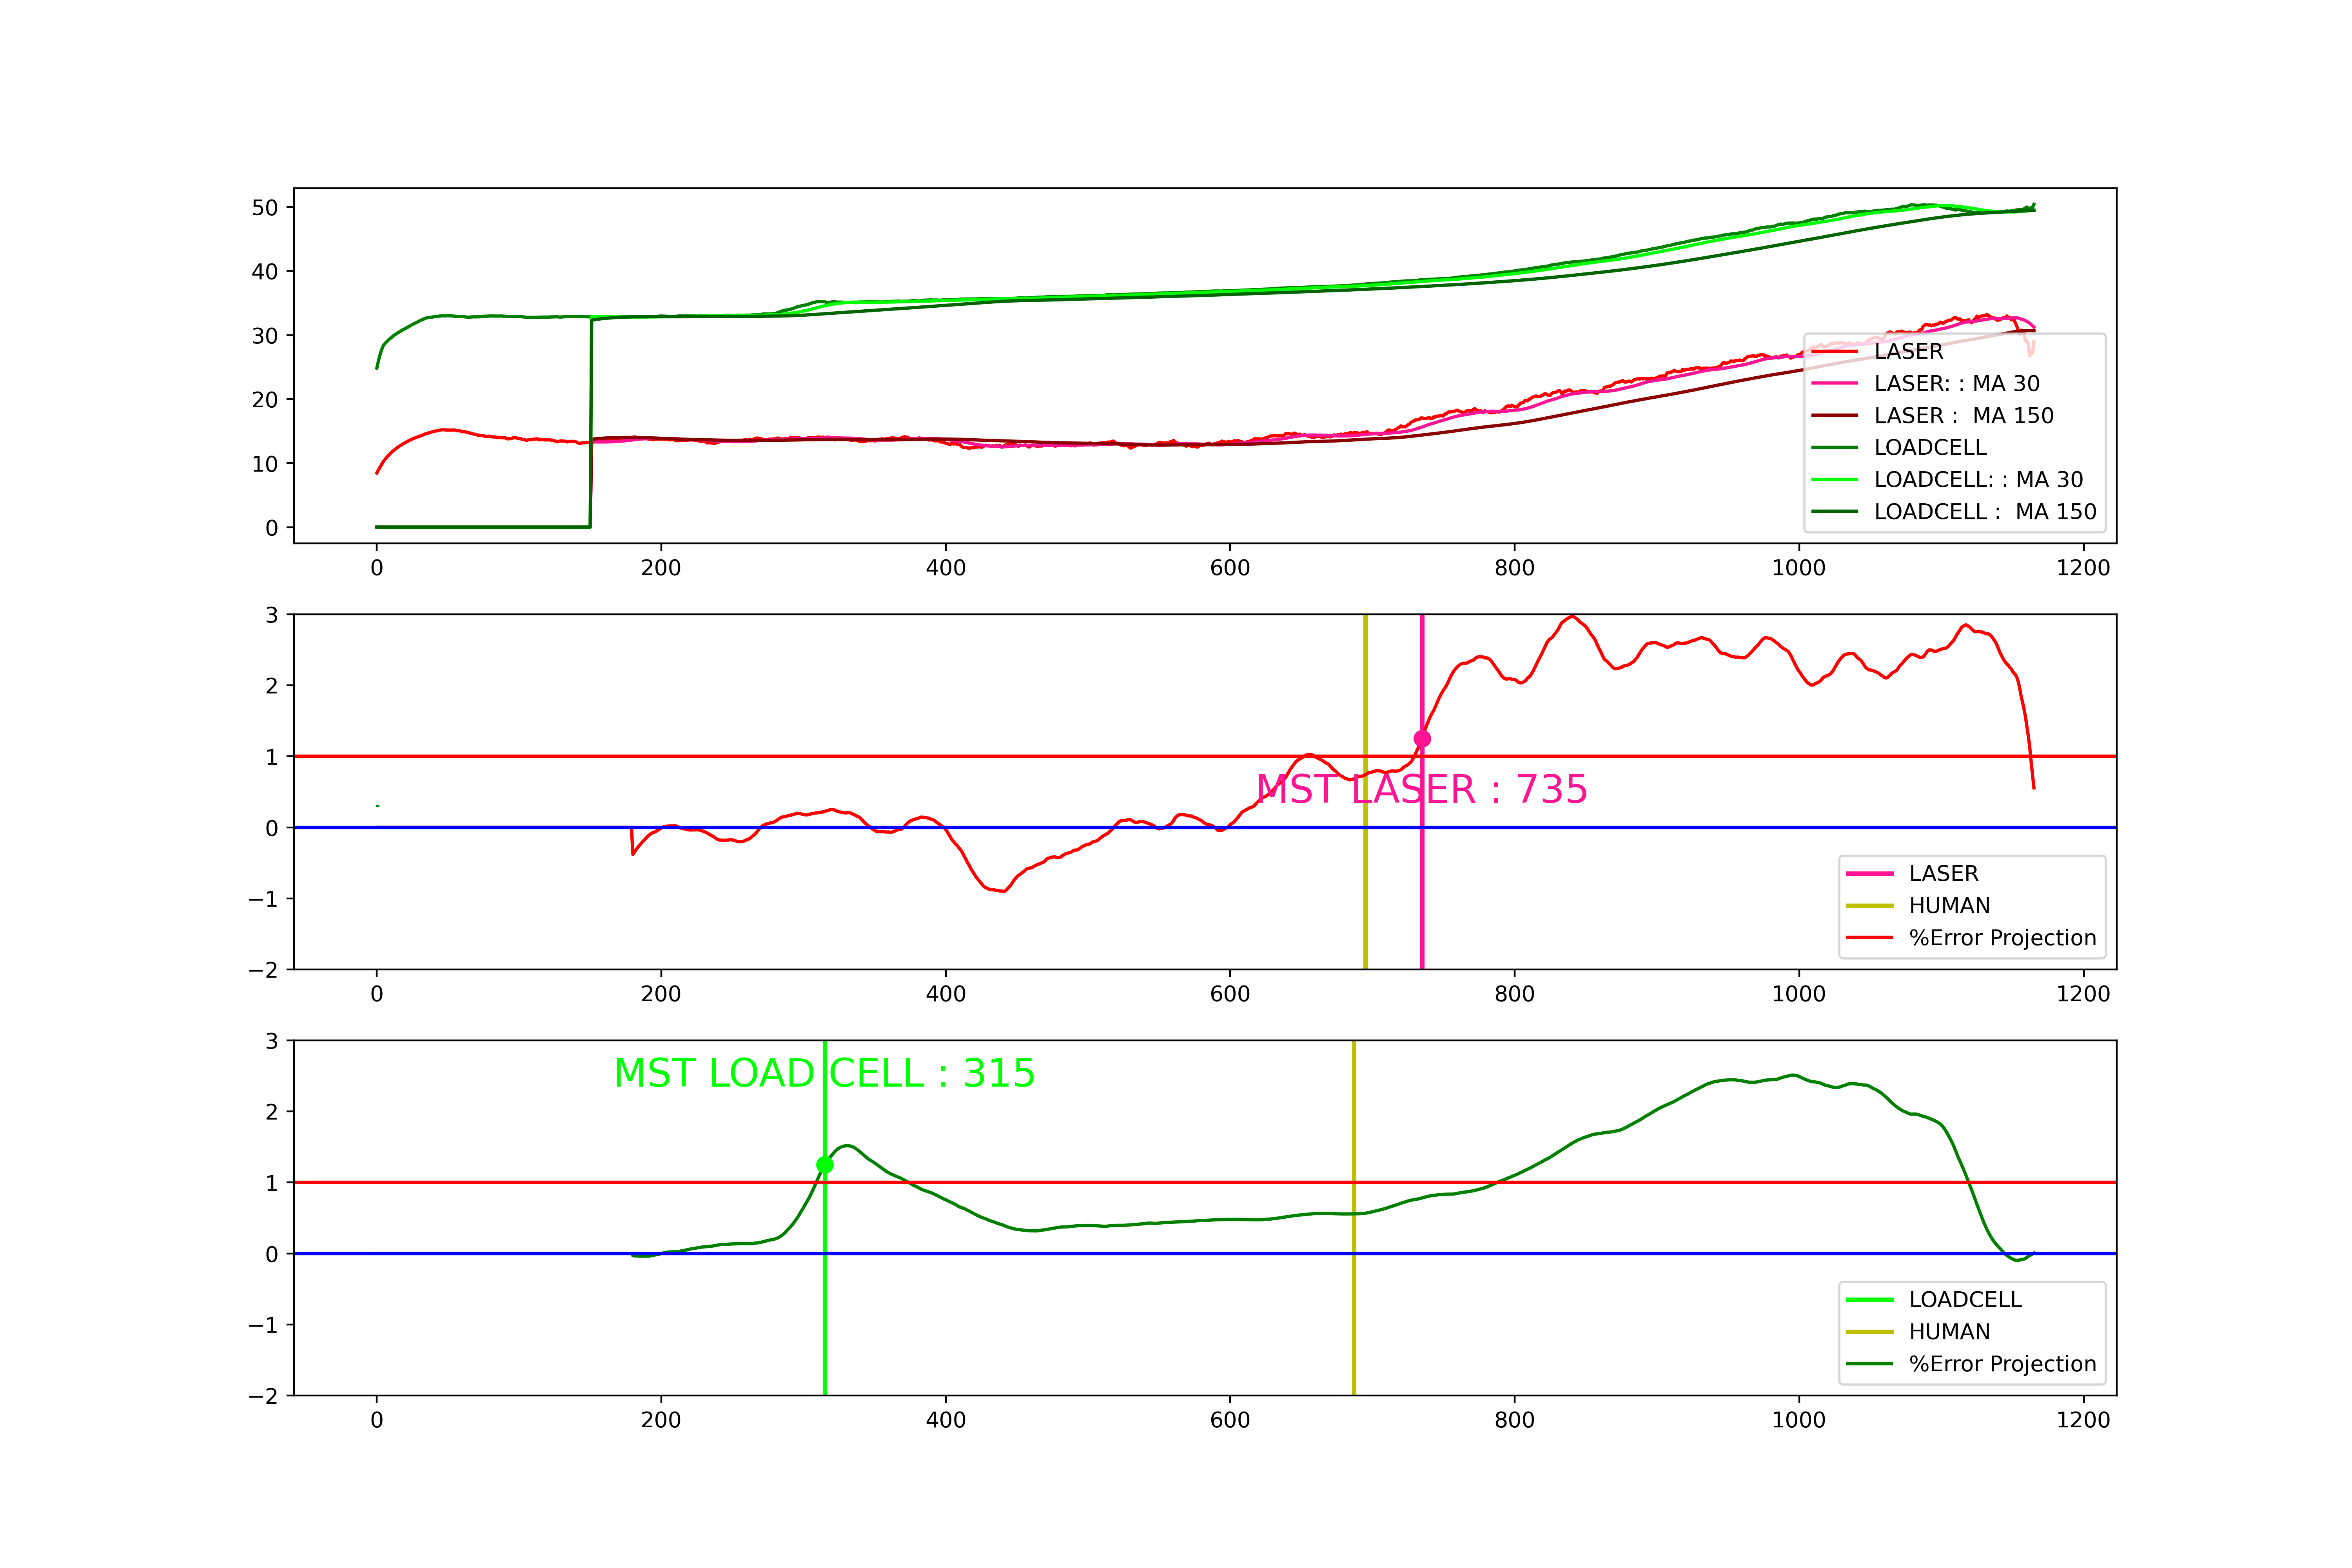 50
40
30
20
10
0
LASER
LASER: : MA 30
LASER :  MA 150
LOADCELL
LOADCELL: : MA 30
LOADCELL :  MA 150
0 200 400 600 800 1000 1200
3
2
1
0
−1
−2
MST LASER : 735
LASER
HUMAN
%Error Projection
0 200 400 600 800 1000 1200
3
2
1
0
−1
−2
MST LOAD CELL : 315
LOADCELL
HUMAN
%Error Projection
0 200 400 600 800 1000 1200